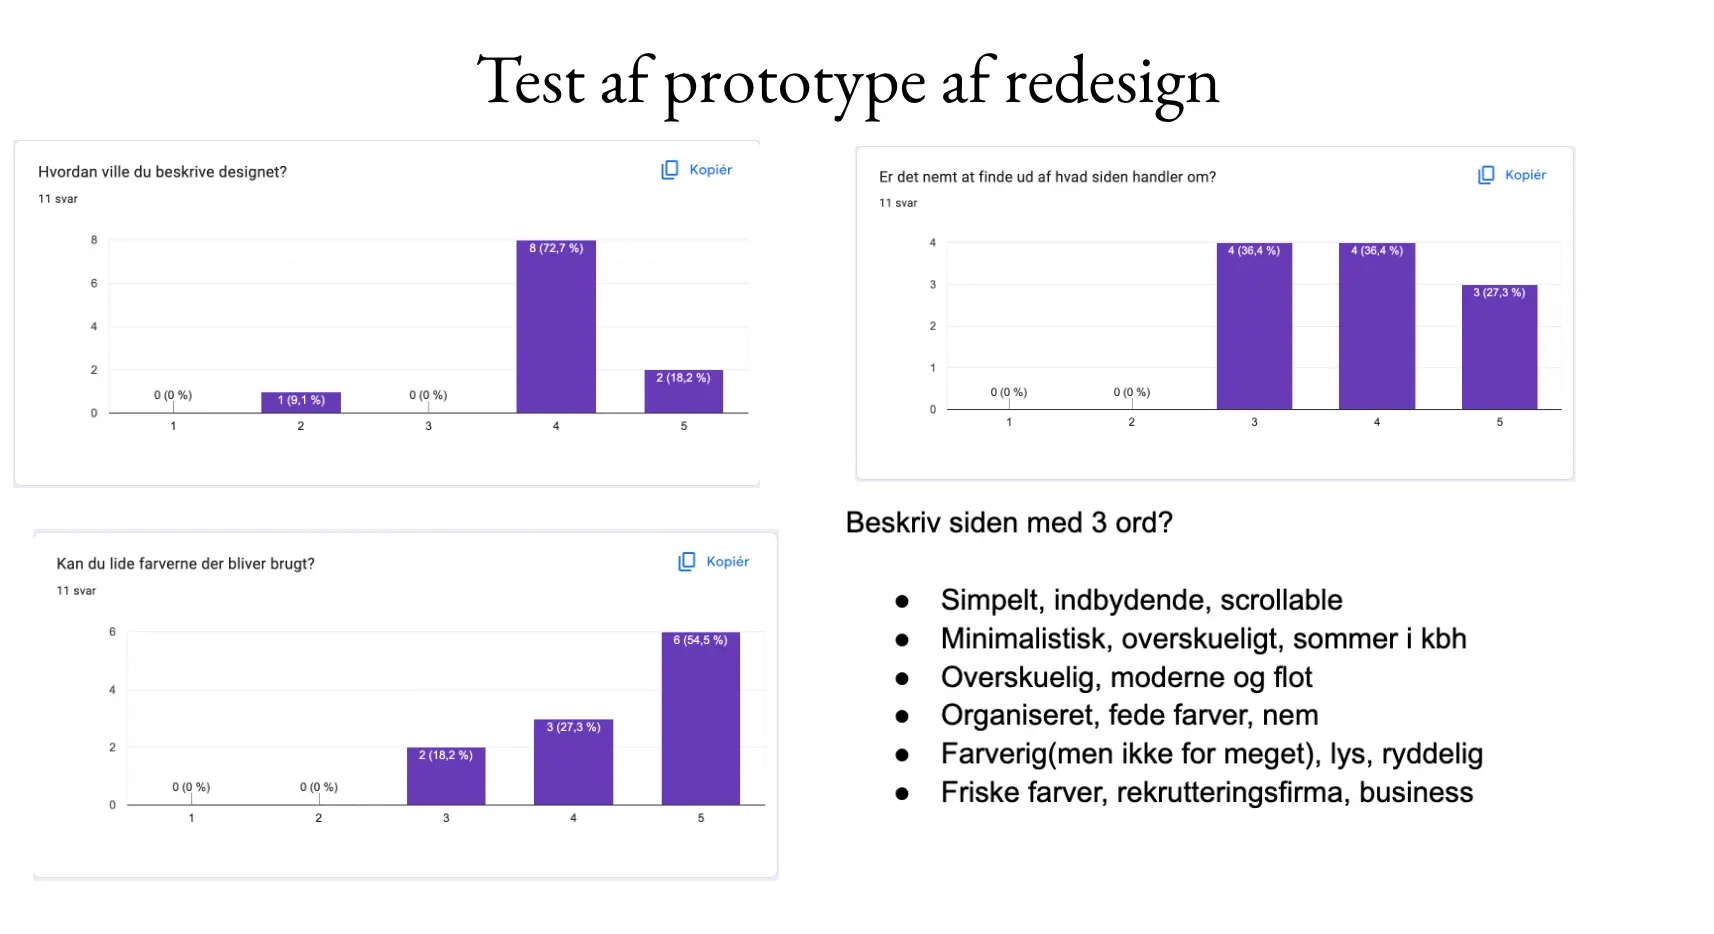 Test af prototype af redesign
Hvordan ville du beskrive designet?
Kopiér
11 svar
8
6
4
2
0
0 (0 %)
1 (9,1 %)
0 (0 %)
8 (72,7 %)
2 (18,2 %)
1
2
3
4
5
Er det nemt at finde ud af hvad siden handler om?
Kopiér
11 svar
4
3
2
1
0
0 (0 %)
0 (0 %)
4 (36,4 %)
4 (36,4 %)
3 (27,3 %)
1
2
3
4
5
Kan du lide farverne der bliver brugt?
Kopiér
11 svar
6
4
2
0
0 (0 %)
0 (0 %)
2 (18,2 %)
3 (27,3 %)
6 (54,5 %)
1
2
3
4
5
Beskriv siden med 3 ord?
● Simpelt, indbydende, scrollable
● Minimalistisk, overskueligt, sommer i kbh
● Overskuelig, moderne og flot
● Organiseret, fede farver, nem
● Farverig(men ikke for meget), lys, ryddelig
● Friske farver, rekrutteringsfirma, business